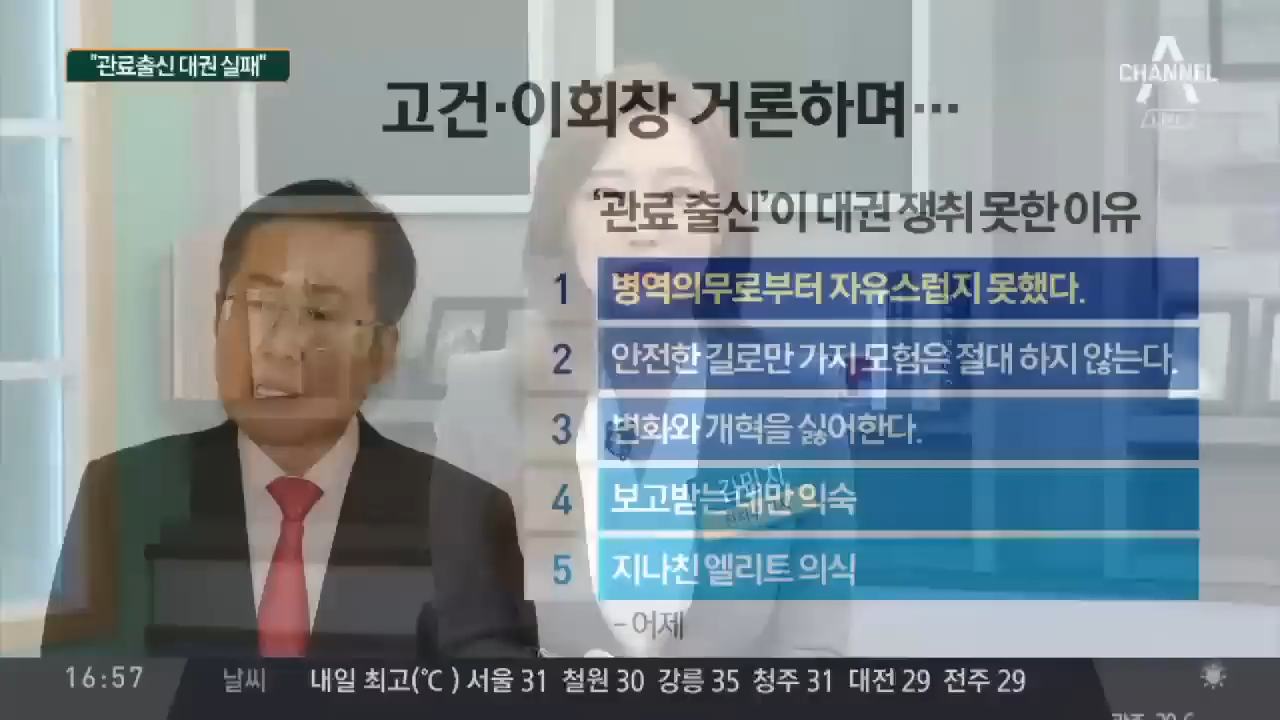 "관료출신 대권 실패"
CHANNEL A
고건·이회창 거론하며…
'관료 출신'이 대권 쟁취 못한 이유
1 병역의무로부터 자유스럽지 못했다.
2 안전한 길로만 가지 모험은 절대 하지 않는다.
3 변화와 개혁을 싫어한다.
4 보고받는 데만 익숙
5 지나친 엘리트 의식
- 어제
김민지
16:57 날씨 내일 최고(℃) 서울 31 철원 30 강릉 35 청주 31 대전 29 전주 29